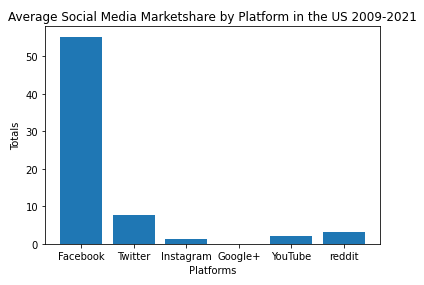 Average Social Media Marketshare by Platform in the US 2009-2021
50
40
30
20
10
0
Totals
Facebook Twitter Instagram Google+ YouTube reddit
Platforms